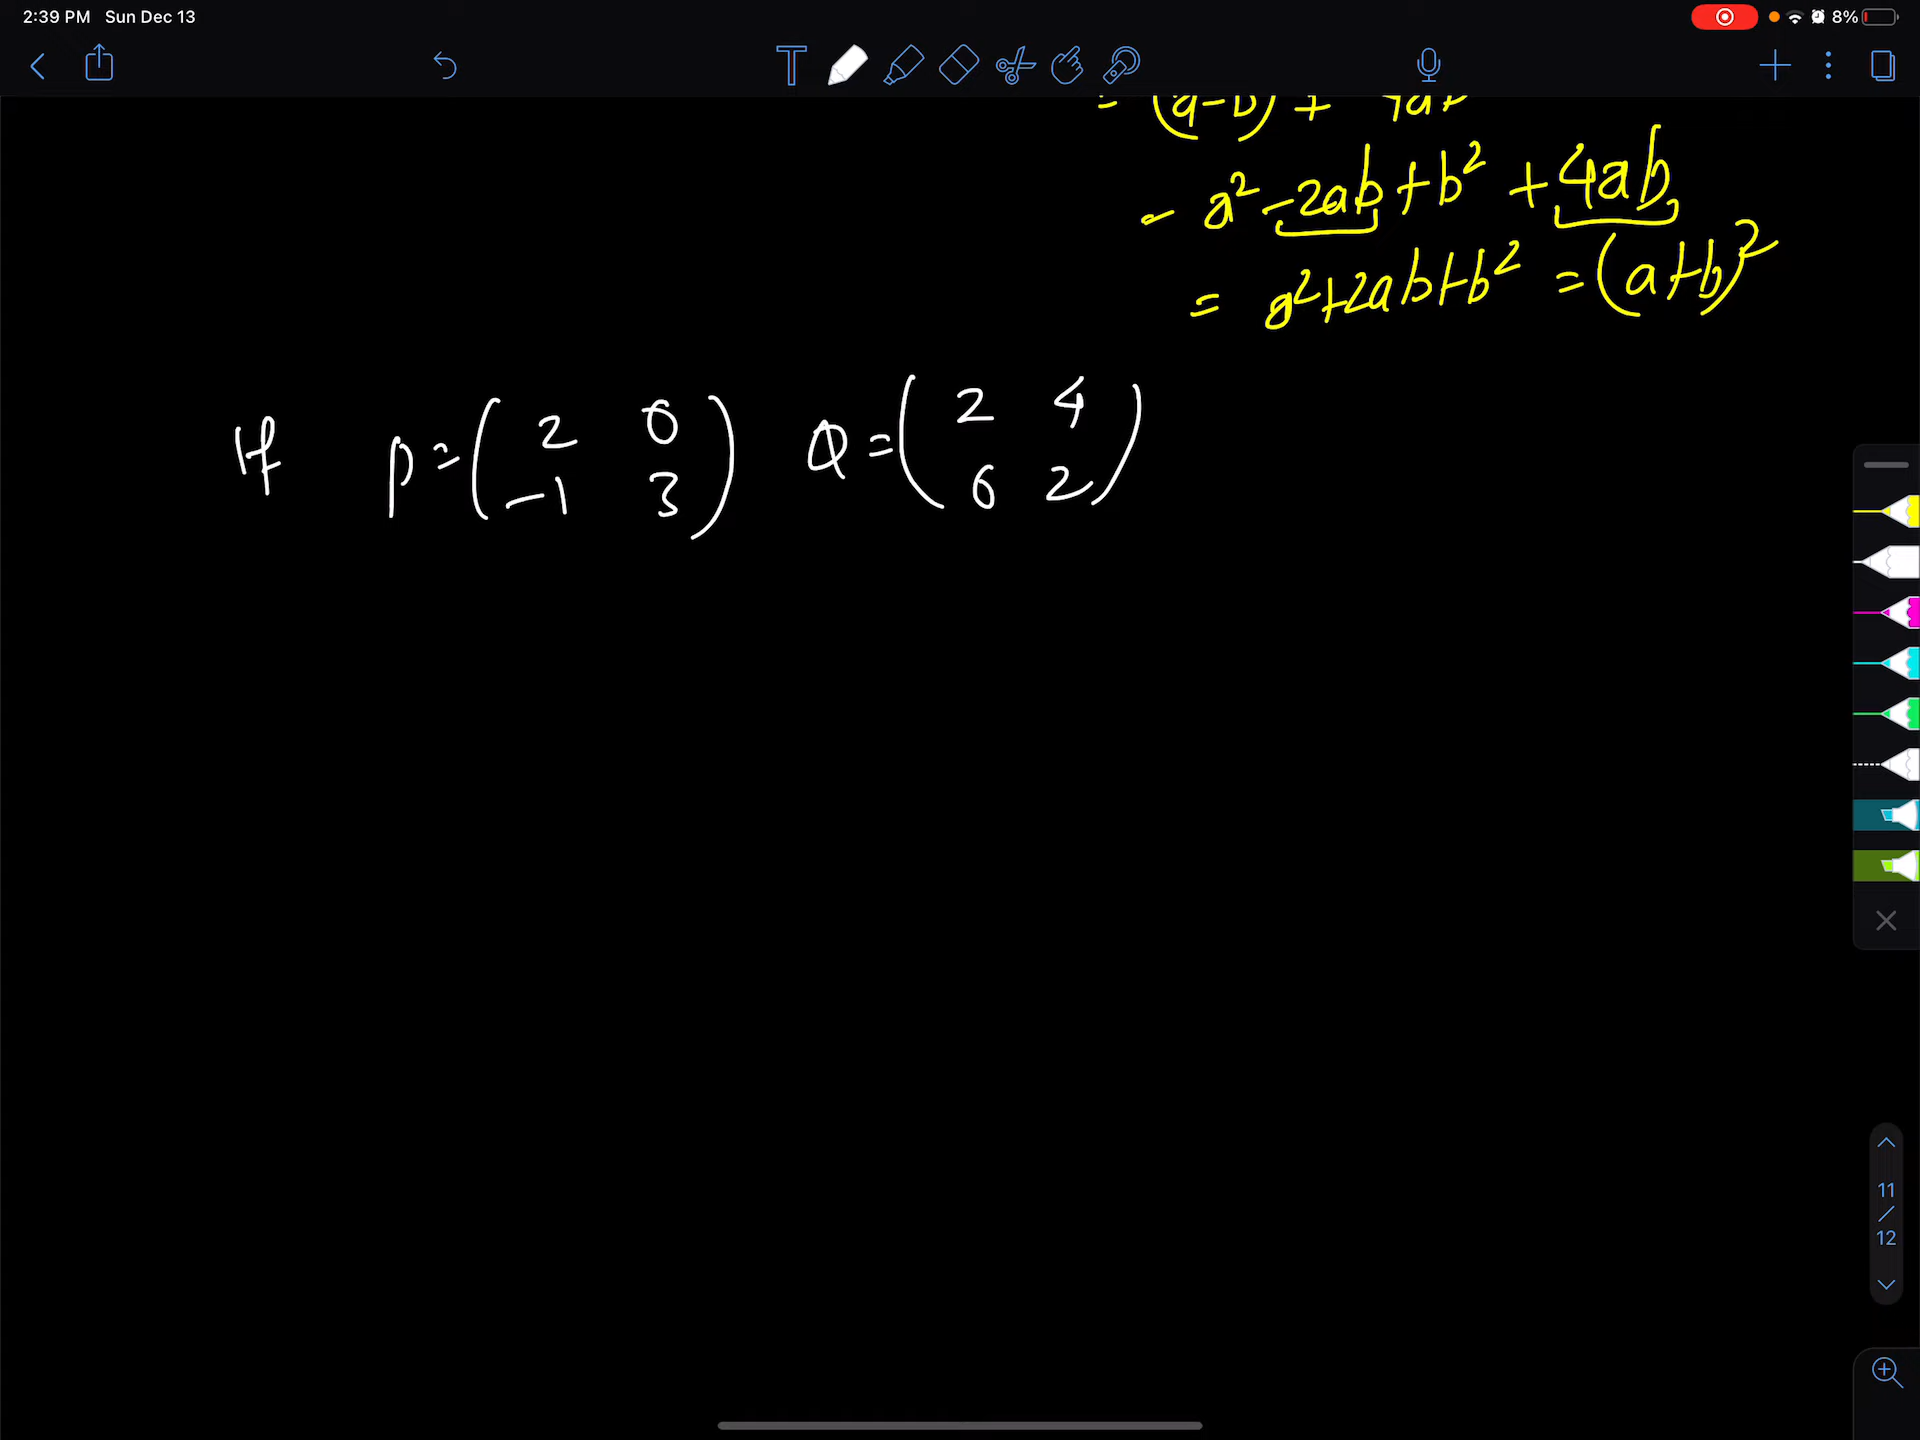 2:39 PM Sun Dec 13 8%
= (a-b) + 4ab
= a² -2ab+b² + 4ab
= a²+2ab+b² = (a+b)²
If P = ( 2 0 Q = ( 2 4
-1 3 ) 6 2 )
11
/
12